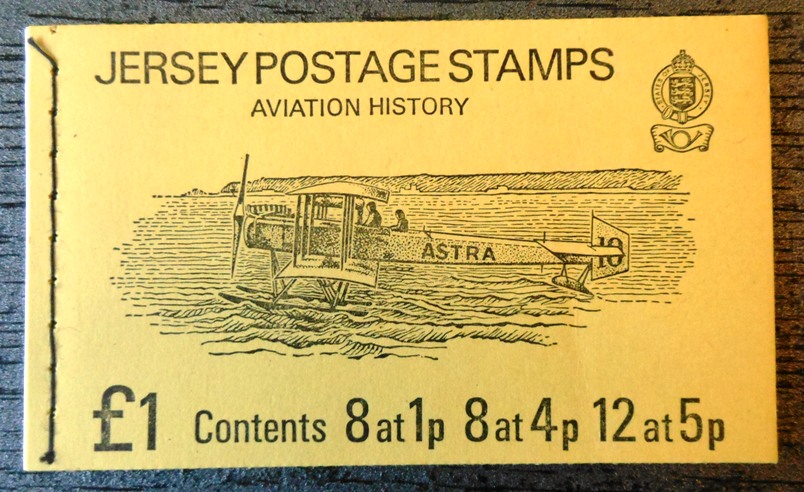 JERSEY POSTAGE STAMPS
AVIATION HISTORY
ASTRA
10
£1 Contents 8 at 1p 8 at 4p 12 at 5p